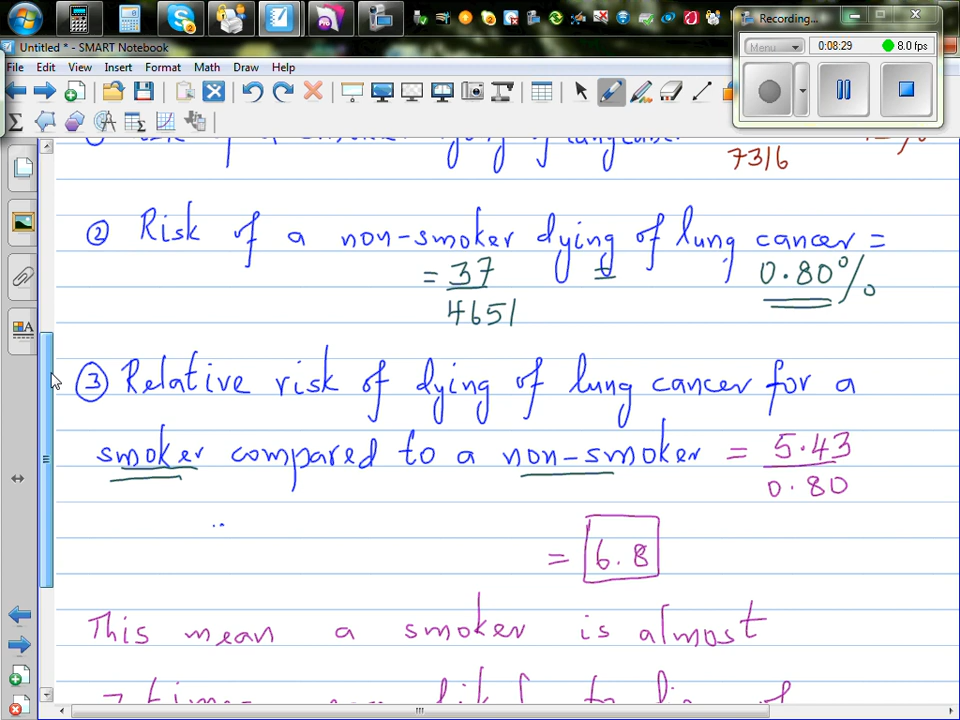 Recording...
Menu
0:08:29
8.0 fps
Untitled * - SMART Notebook
File Edit View Insert Format Math Draw Help
7316
② Risk of a non-smoker dying of lung cancer =
= 37 0.80%
4651
③ Relative risk of dying of lung cancer for a
smoker compared to a non-smoker = 5.43
0.80
= 6.8
This mean a smoker is almost